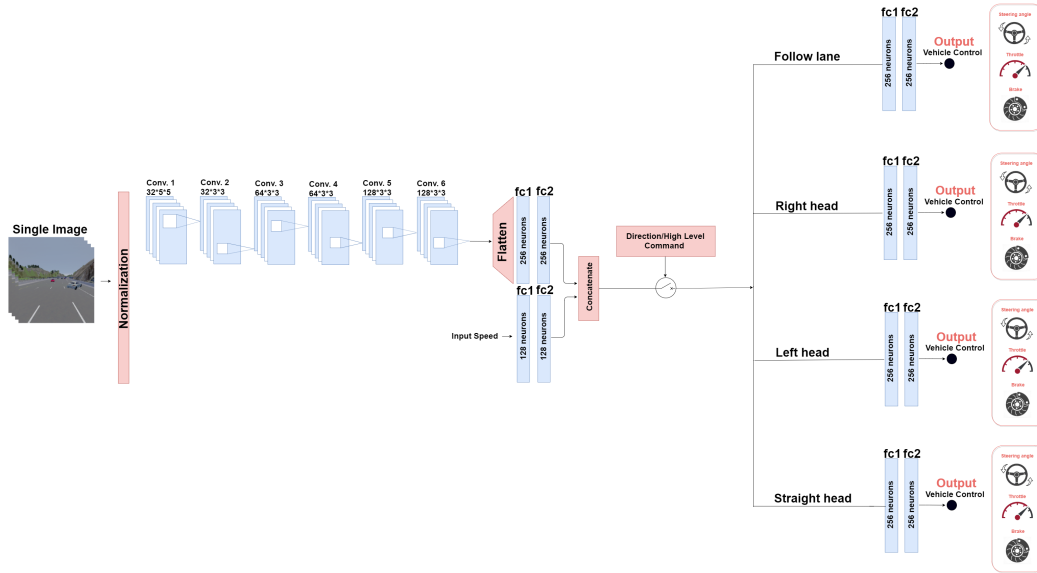 Single Image
Normalization
Conv. 1
32*5*5
Conv. 2
32*3*3
Conv. 3
64*3*3
Conv. 4
64*3*3
Conv. 5
128*3*3
Conv. 6
128*3*3
Flatten
fc1 fc2
256 neurons
256 neurons
Input Speed
fc1 fc2
128 neurons
128 neurons
Concatenate
Direction/High Level
Command
Follow lane
fc1 fc2
256 neurons
256 neurons
Output
Vehicle Control
Steering angle
Throttle
Brake
Right head
fc1 fc2
256 neurons
256 neurons
Output
Vehicle Control
Steering angle
Throttle
Brake
Left head
fc1 fc2
256 neurons
256 neurons
Output
Vehicle Control
Steering angle
Throttle
Brake
Straight head
fc1 fc2
256 neurons
256 neurons
Output
Vehicle Control
Steering angle
Throttle
Brake